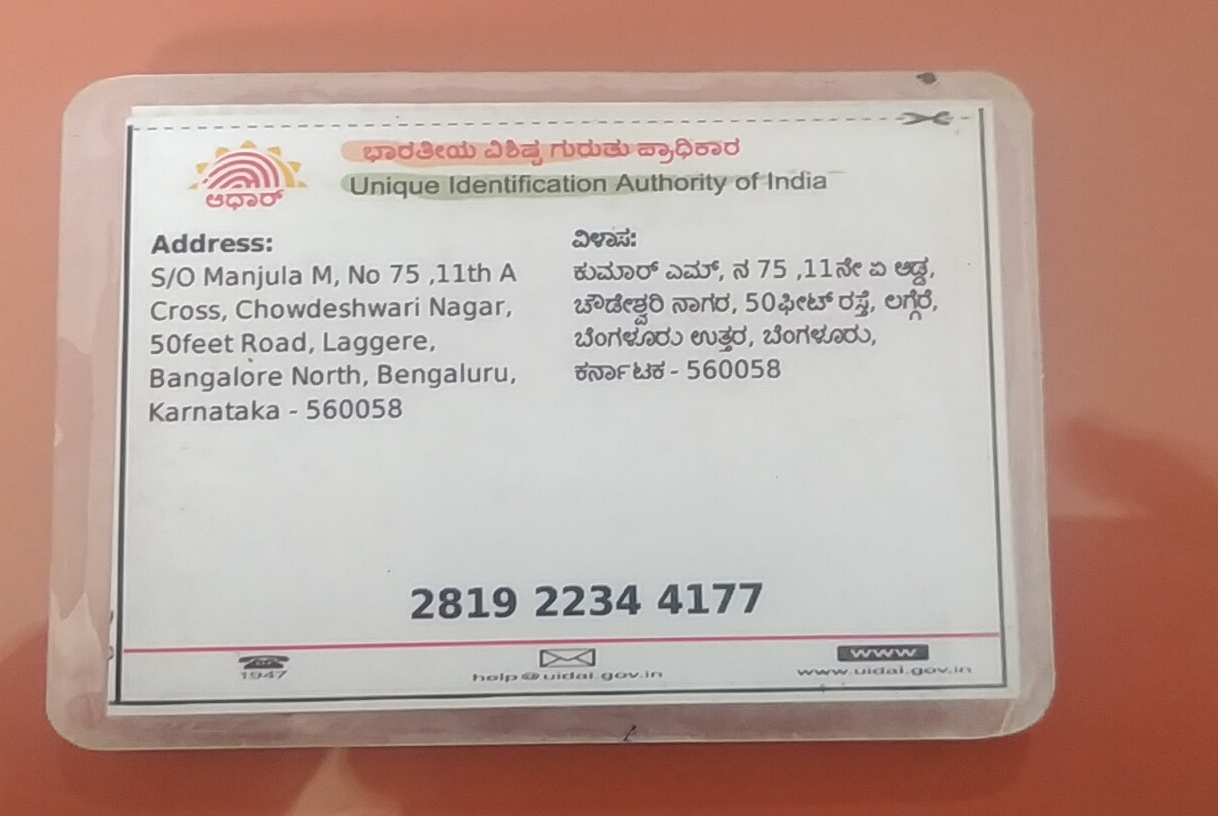 ಭಾರತೀಯ ವಿಶಿಷ್ಟ ಗುರುತು ಪ್ರಾಧಿಕಾರ
Unique Identification Authority of India
ಆಧಾರ್
Address:
S/O Manjula M, No 75 ,11th A
Cross, Chowdeshwari Nagar,
50feet Road, Laggere,
Bangalore North, Bengaluru,
Karnataka - 560058
ವಿಳಾಸ:
ಕುಮಾರ್ ಎಮ್, ನ 75 ,11ನೇ ಏ ಅಡ್ಡ,
ಚೌಡೇಶ್ವರಿ ನಾಗರ, 50ಫೀಟ್ ರಸ್ತೆ, ಲಗ್ಗೆರೆ,
ಬೆಂಗಳೂರು ಉತ್ತರ, ಬೆಂಗಳೂರು,
ಕರ್ನಾಟಕ - 560058
2819 2234 4177
1947
help@uidai.gov.in
www
www.uidai.gov.in